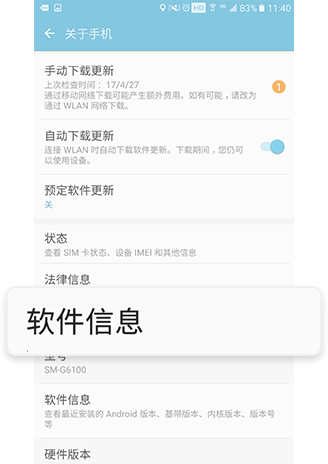 HD 4G 83% 11:40
关于手机
手动下载更新
上次检查时间：17/4/27
通过移动网络下载可能产生额外费用。如有可能，请改为
通过 WLAN 网络下载。
1
自动下载更新
连接 WLAN 时自动下载软件更新。下载期间，您仍可
以使用设备。
预定软件更新
关
状态
查看 SIM 卡状态、设备 IMEI 和其他信息
法律信息
软件信息
型号
SM-G6100
软件信息
查看最近安装的 Android 版本、基带版本、内核版本、版本号
等
硬件版本